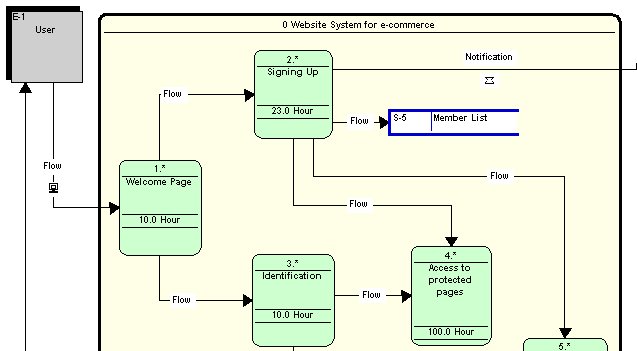 E-1
User
0 Website System for e-commerce
2.*
Signing Up
23.0 Hour
Notification
Flow
Flow
S-5 Member List
Flow
1.*
Welcome Page
10.0 Hour
Flow
Flow
3.*
Identification
10.0 Hour
Flow
Flow
4.*
Access to
protected
pages
100.0 Hour
5.*